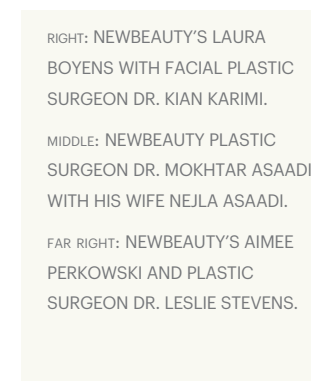 RIGHT: NEWBEAUTY’S LAURA
BOYENS WITH FACIAL PLASTIC
SURGEON DR. KIAN KARIMI.
MIDDLE: NEWBEAUTY PLASTIC
SURGEON DR. MOKHTAR ASAADI
WITH HIS WIFE NEJLA ASAADI.
FAR RIGHT: NEWBEAUTY’S AIMEE
PERKOWSKI AND PLASTIC
SURGEON DR. LESLIE STEVENS.